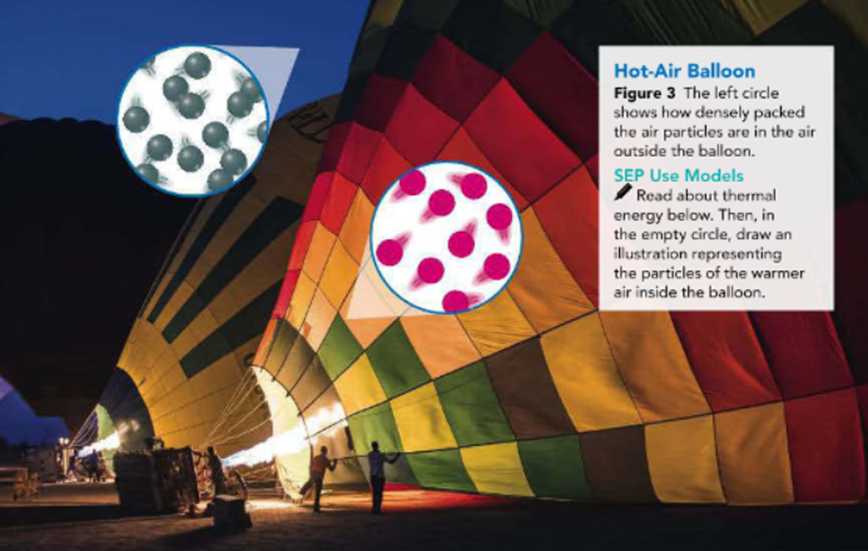 Hot-Air Balloon
Figure 3 The left circle
shows how densely packed
the air particles are in the air
outside the balloon.
SEP Use Models
Read about thermal
energy below. Then, in
the empty circle, draw an
illustration representing
the particles of the warmer
air inside the balloon.